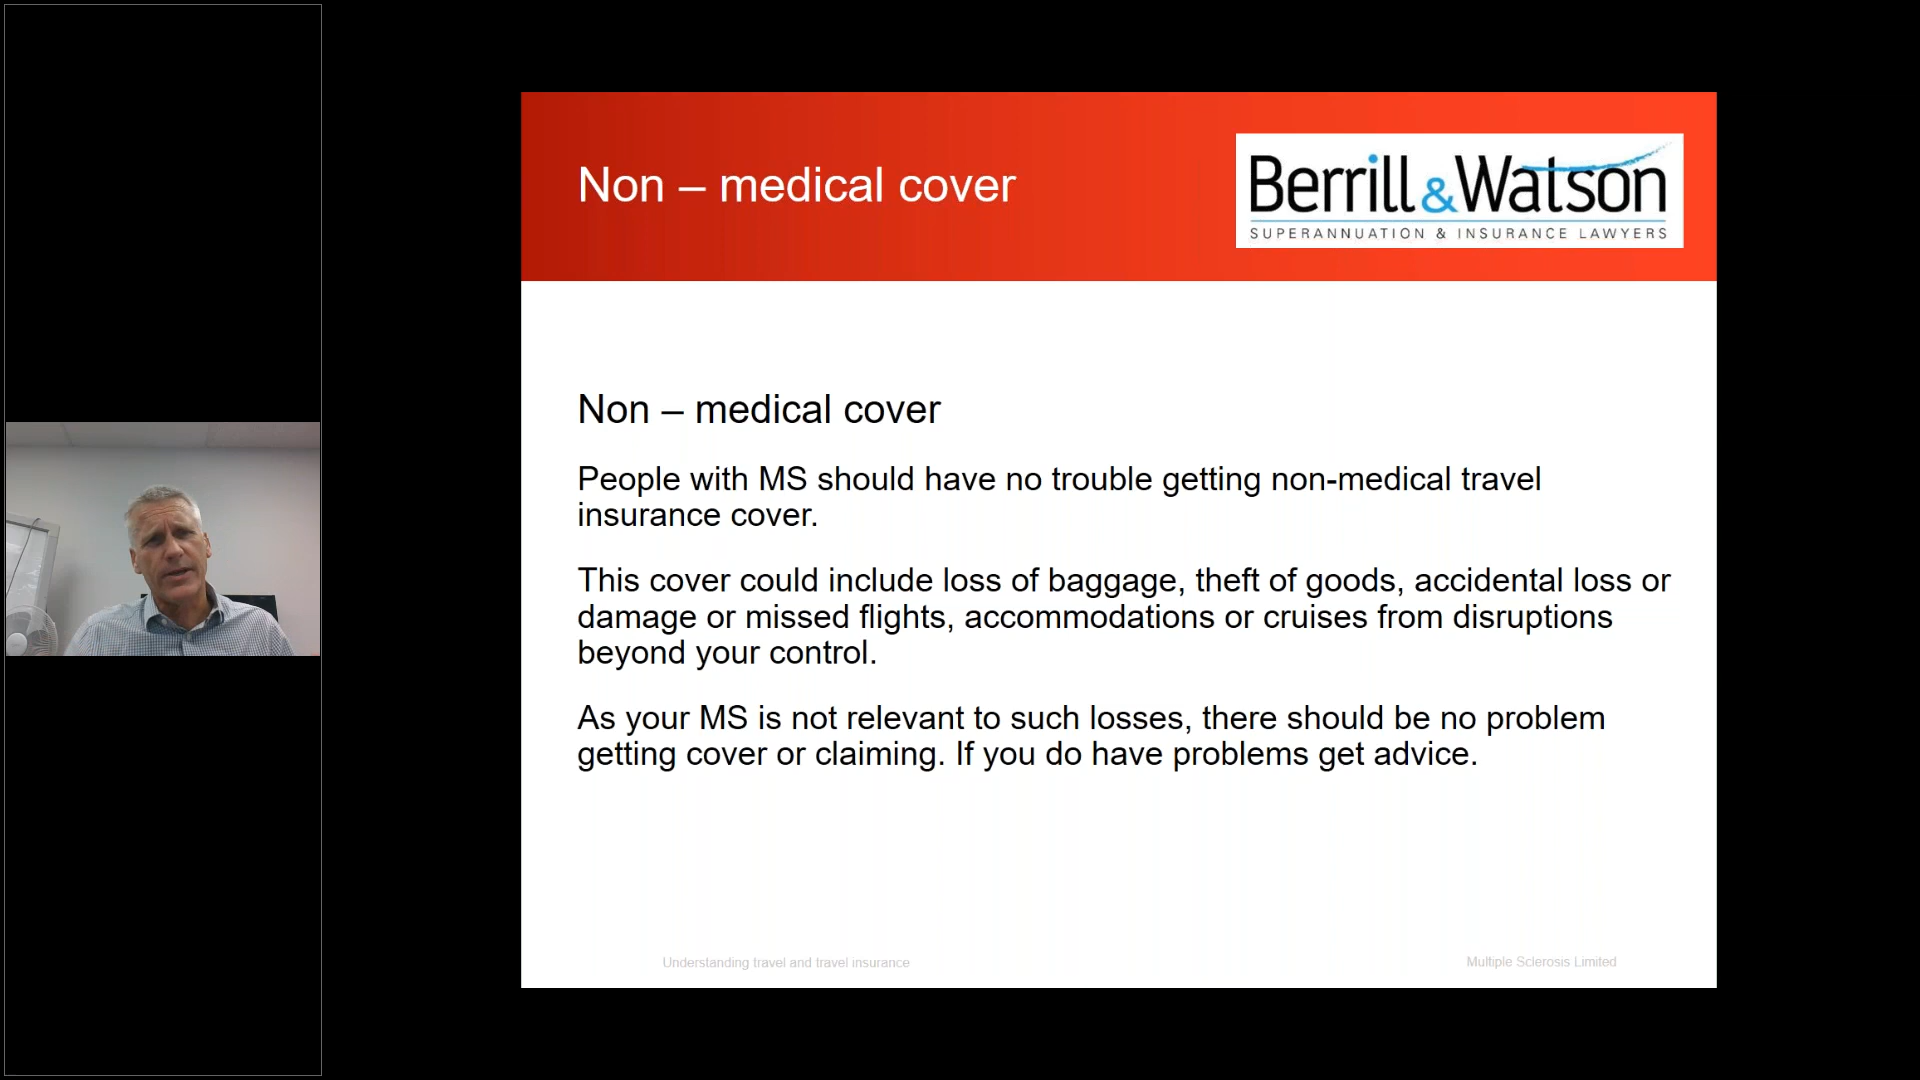 Non – medical cover
Berrill & Watson
SUPERANNUATION & INSURANCE LAWYERS
Non – medical cover
People with MS should have no trouble getting non-medical travel
insurance cover.
This cover could include loss of baggage, theft of goods, accidental loss or
damage or missed flights, accommodations or cruises from disruptions
beyond your control.
As your MS is not relevant to such losses, there should be no problem
getting cover or claiming. If you do have problems get advice.
Understanding travel and travel insurance
Multiple Sclerosis Limited